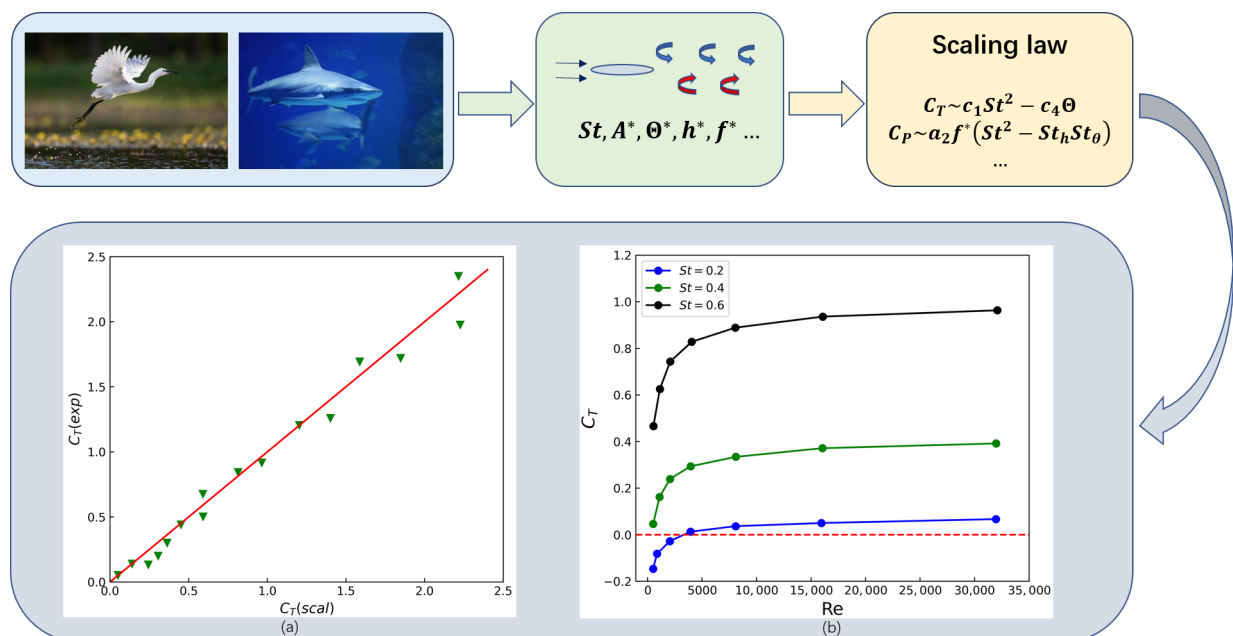 St, A*, Θ*, h*, f* ...
Scaling law
C_T~c_1St^2 − c_4Θ
C_P~a_2f*(St^2 − St_hSt_θ)
...
2.5
2.0
1.5
1.0
0.5
0.0
0.0 0.5 1.0 1.5 2.0 2.5
C_T(exp)
C_T(scal)
(a)
1.2
1.0
0.8
0.6
0.4
0.2
0.0
−0.2
St = 0.2
St = 0.4
St = 0.6
C_T
0 5000 10,000 15,000 20,000 25,000 30,000 35,000
Re
(b)